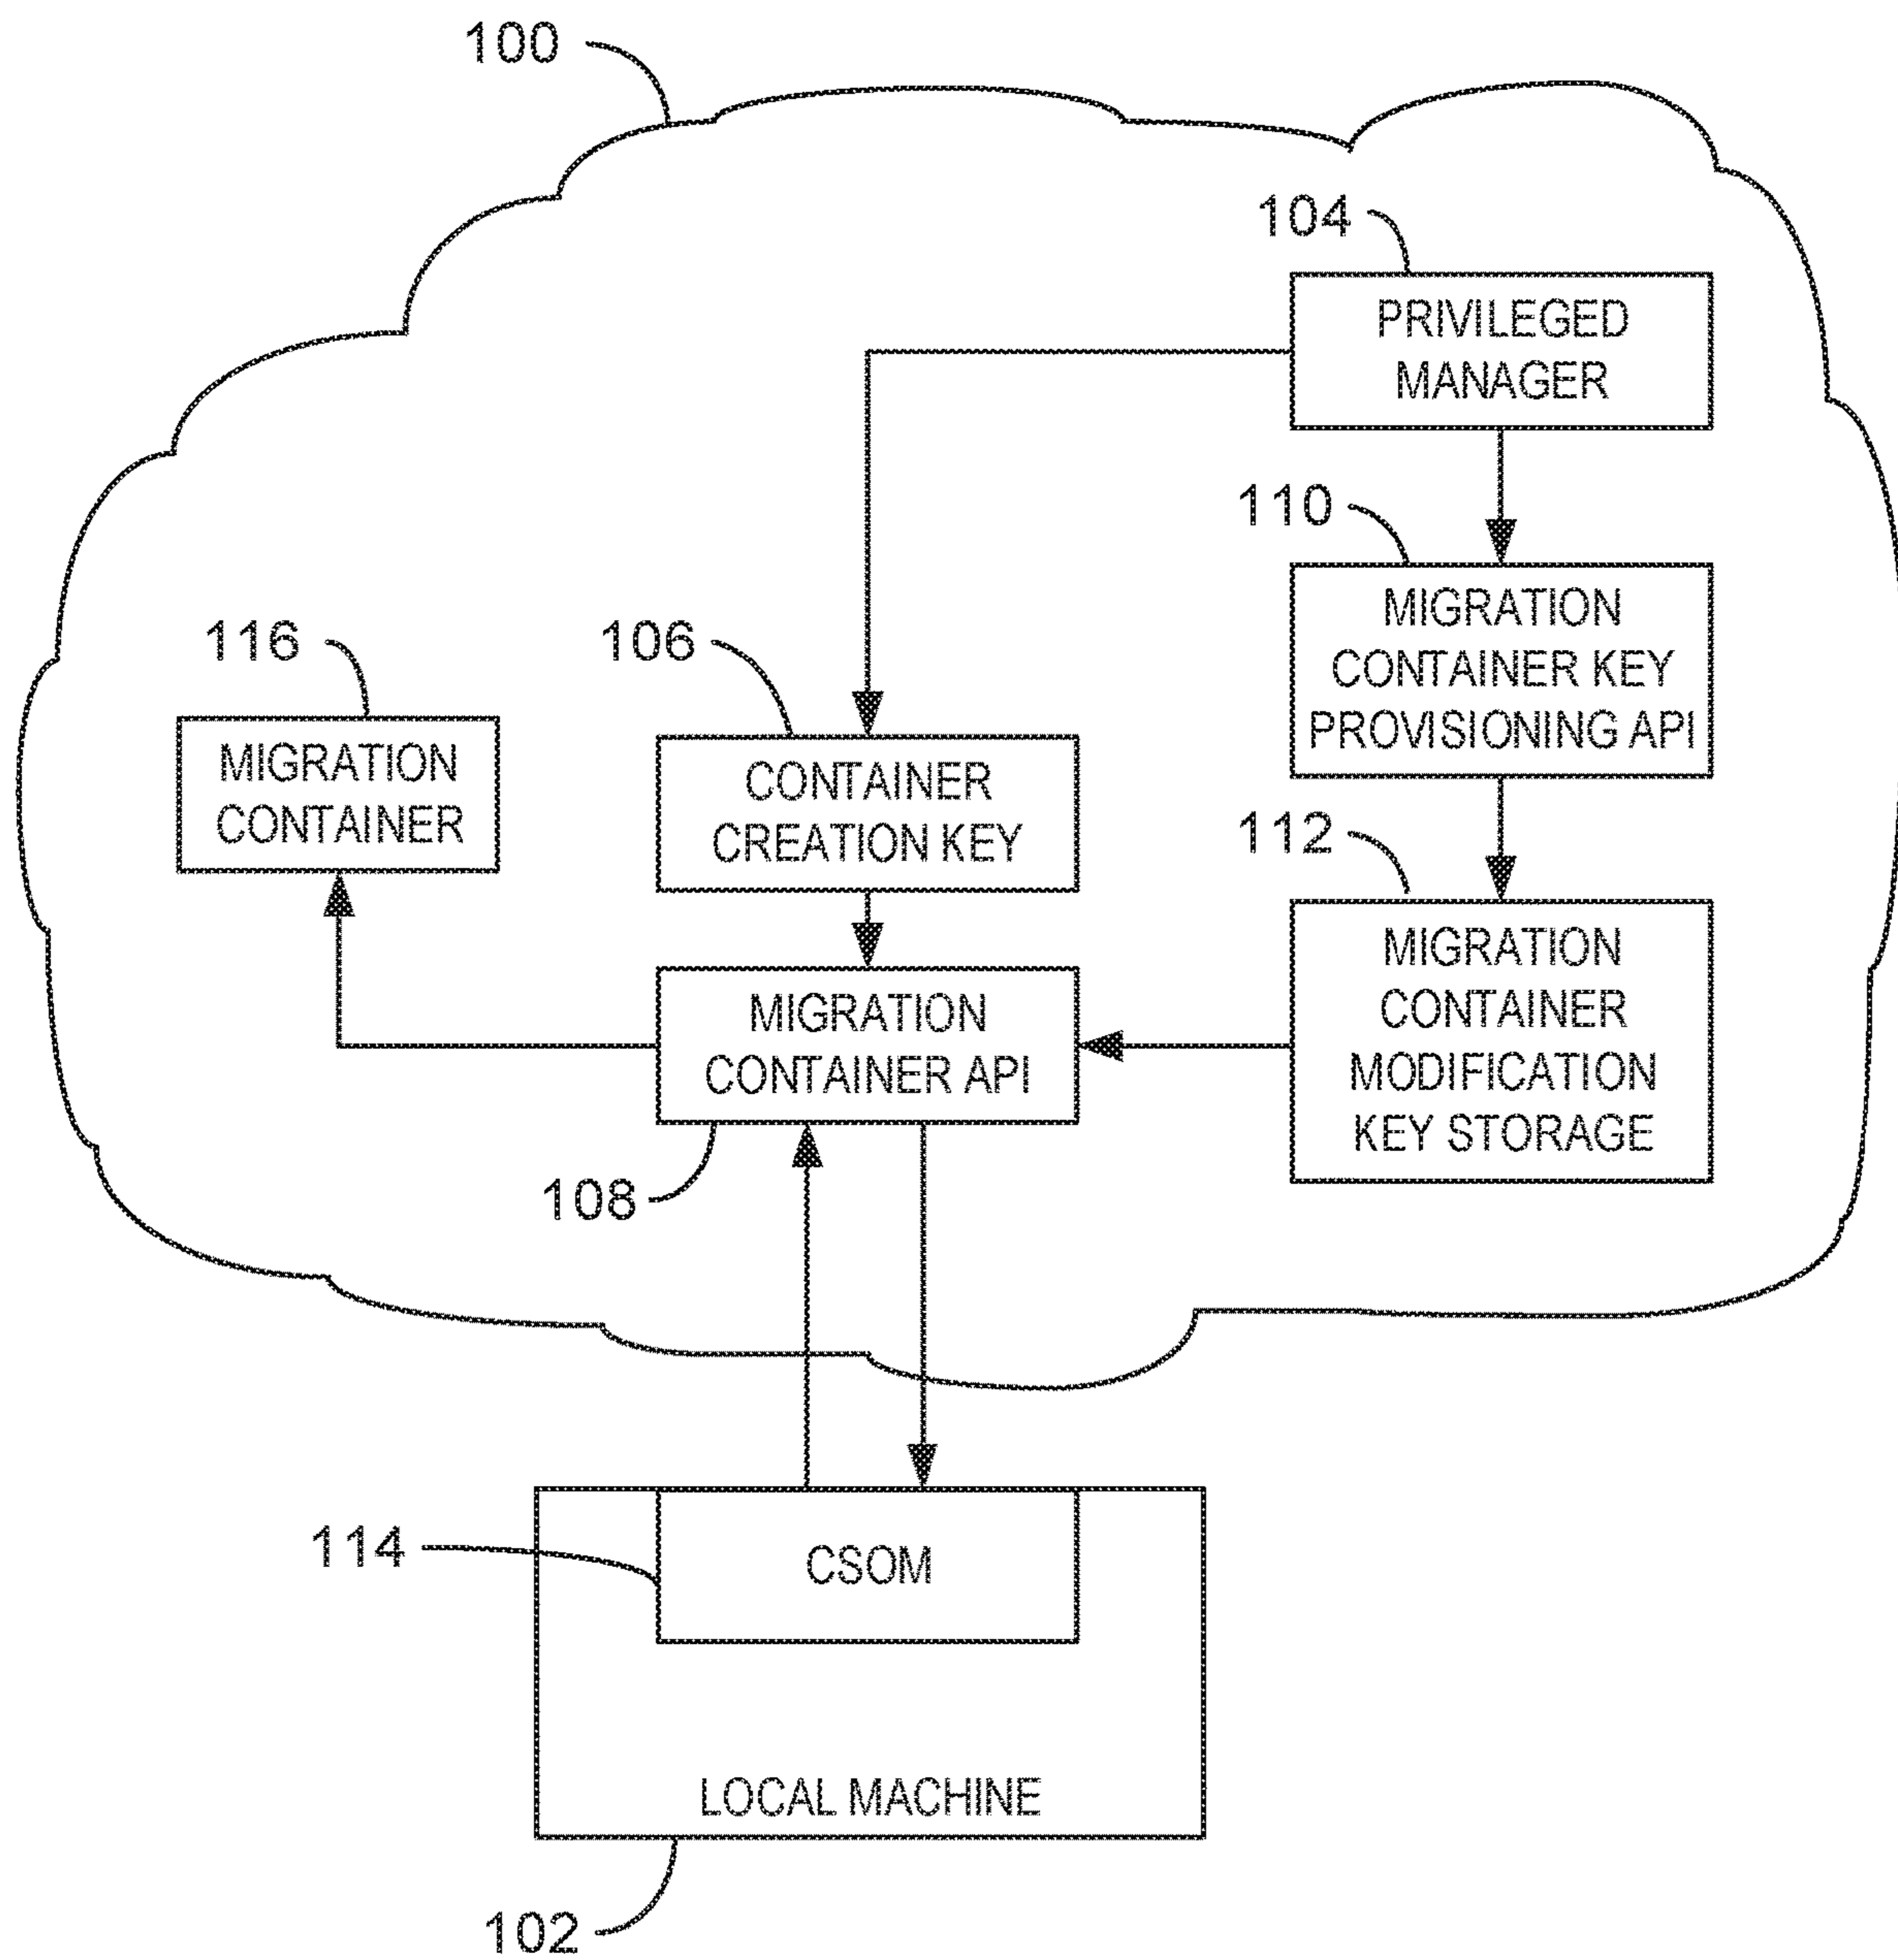 100
104
PRIVILEGED
MANAGER
110
MIGRATION
CONTAINER KEY
PROVISIONING API
116
MIGRATION
CONTAINER
106
CONTAINER
CREATION KEY
112
MIGRATION
CONTAINER
MODIFICATION
KEY STORAGE
MIGRATION
CONTAINER API
108
114
CSOM
LOCAL MACHINE
102